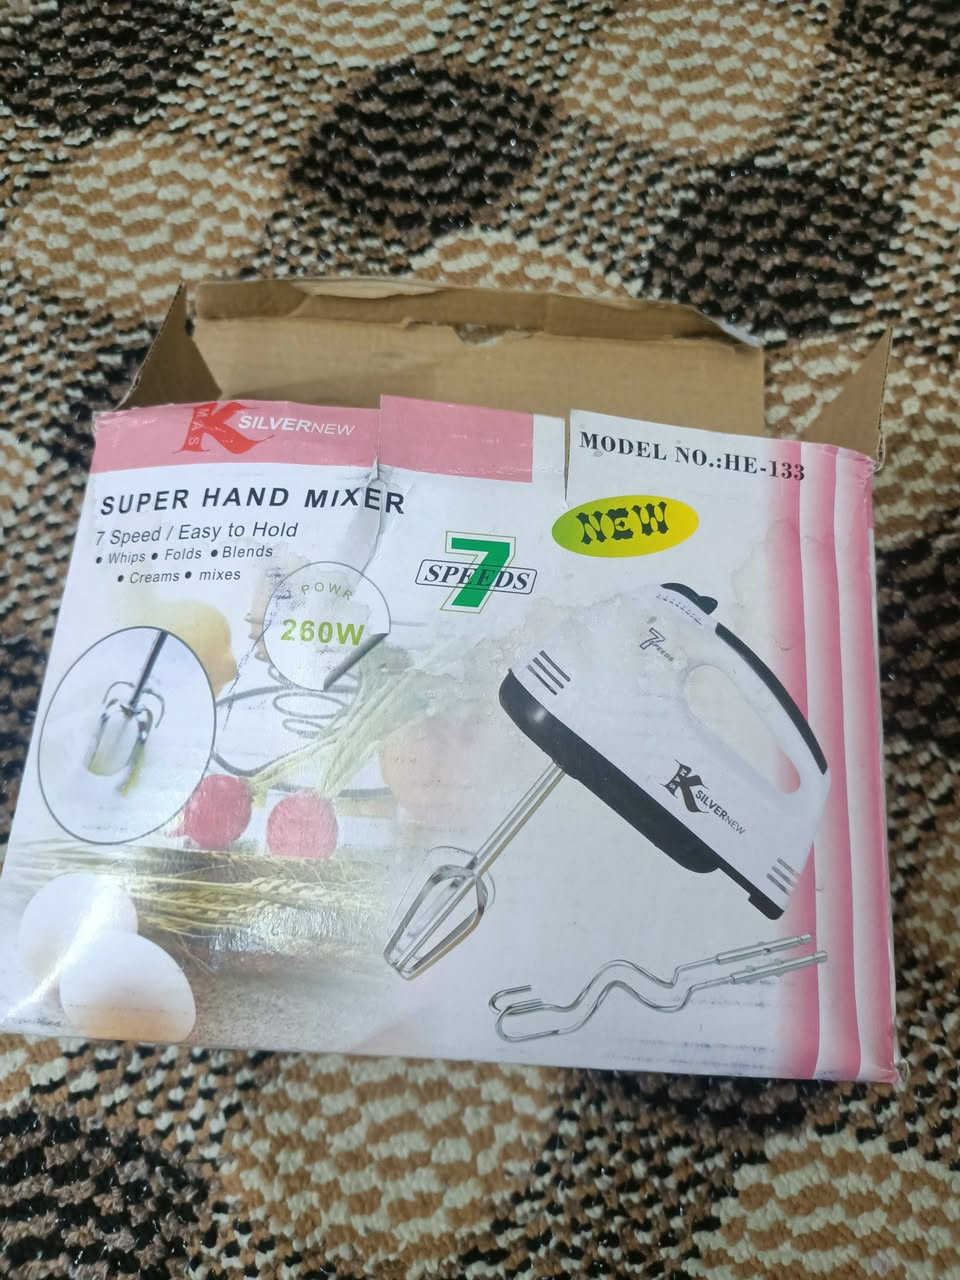 K MAS SILVERNEW
MODEL NO.:HE-133
SUPER HAND MIXER
7 Speed / Easy to Hold
• Whips • Folds • Blends
• Creams • mixes
POWR
260W
7
SPEEDS
NEW
7 SPEEDS
K MAS SILVERNEW